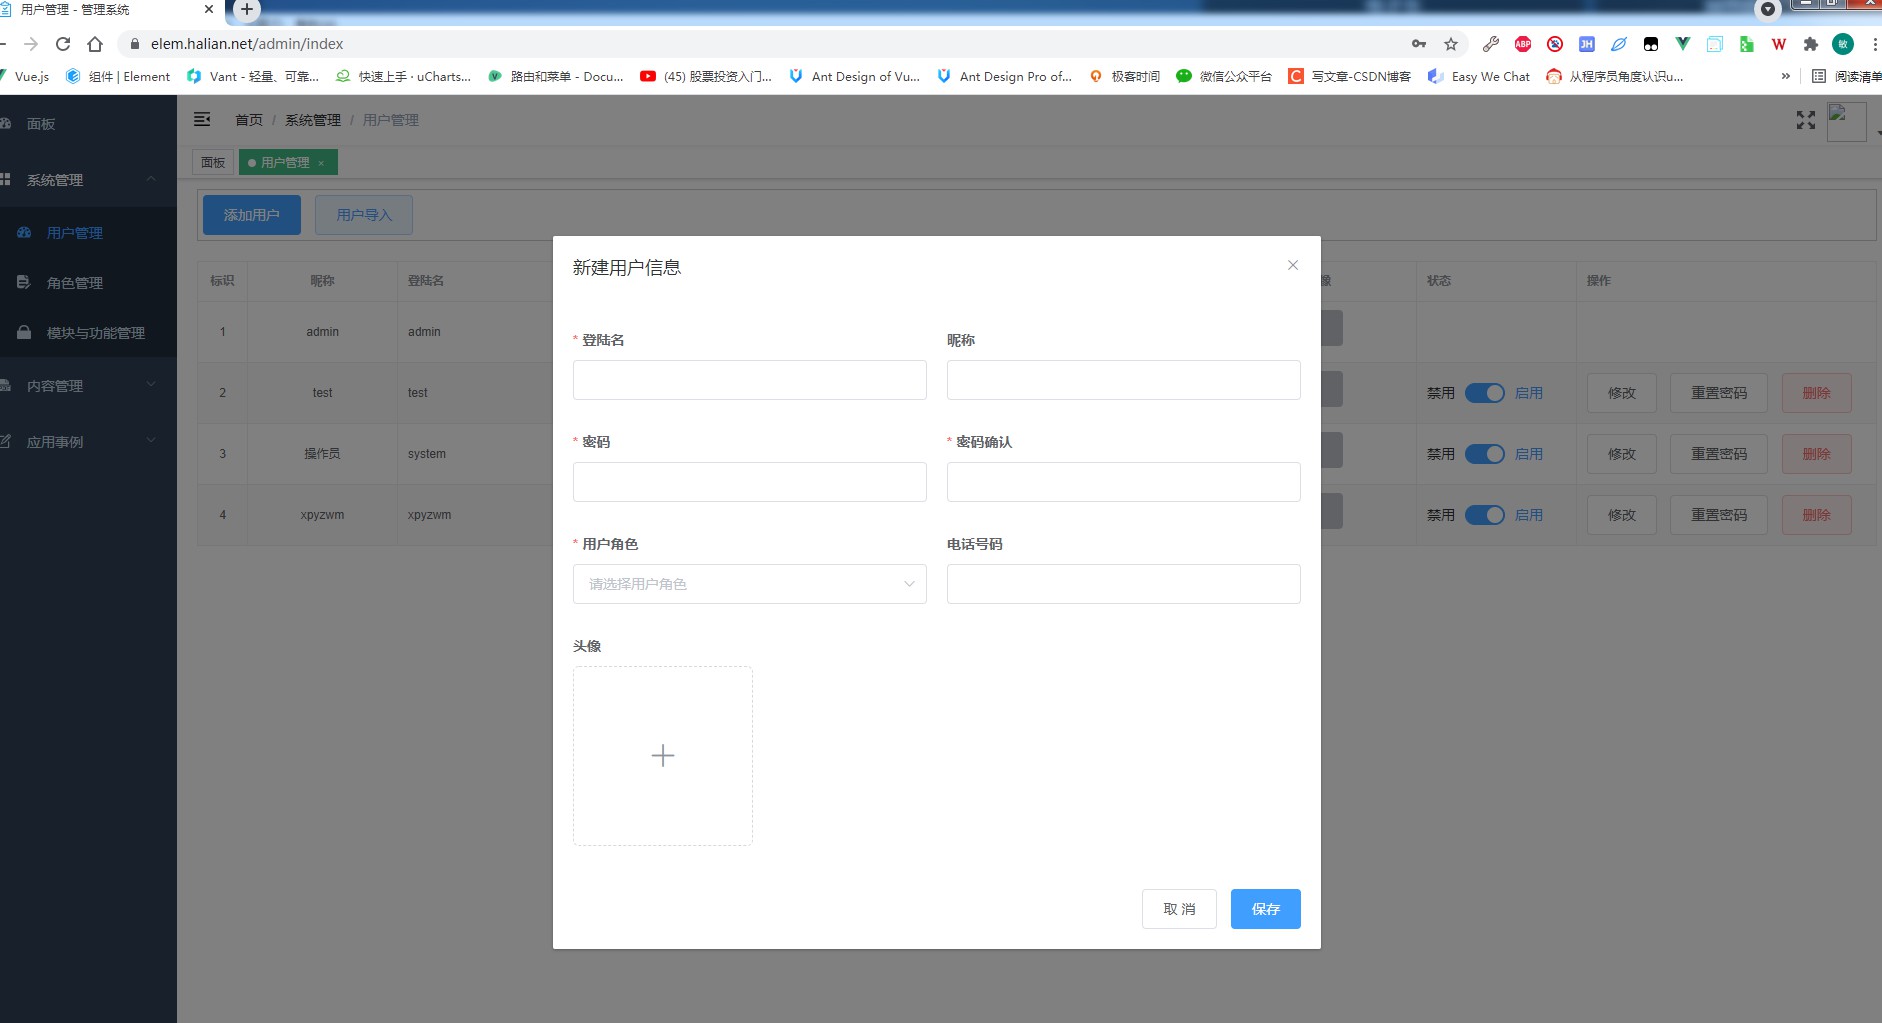 用户管理 - 管理系统
elem.halian.net/admin/index
ABP JH W 敏
Vue.js 组件 | Element Vant - 轻量、可靠... 快速上手 · uCharts... 路由和菜单 - Docu... (45) 股票投资入门... Ant Design of Vu... Ant Design Pro of... 极客时间 微信公众平台 C 写文章-CSDN博客 Easy We Chat 从程序员角度认识u... » 阅读清单
面板
系统管理
用户管理
角色管理
模块与功能管理
内容管理
应用事例
首页 / 系统管理 / 用户管理
面板 用户管理 ×
添加用户 用户导入
标识 昵称 登陆名 像 状态 操作
1 admin admin
2 test test 禁用 启用 修改 重置密码 删除
3 操作员 system 禁用 启用 修改 重置密码 删除
4 xpyzwm xpyzwm 禁用 启用 修改 重置密码 删除
新建用户信息
* 登陆名 昵称
* 密码 * 密码确认
* 用户角色 电话号码
请选择用户角色
头像
取 消 保存